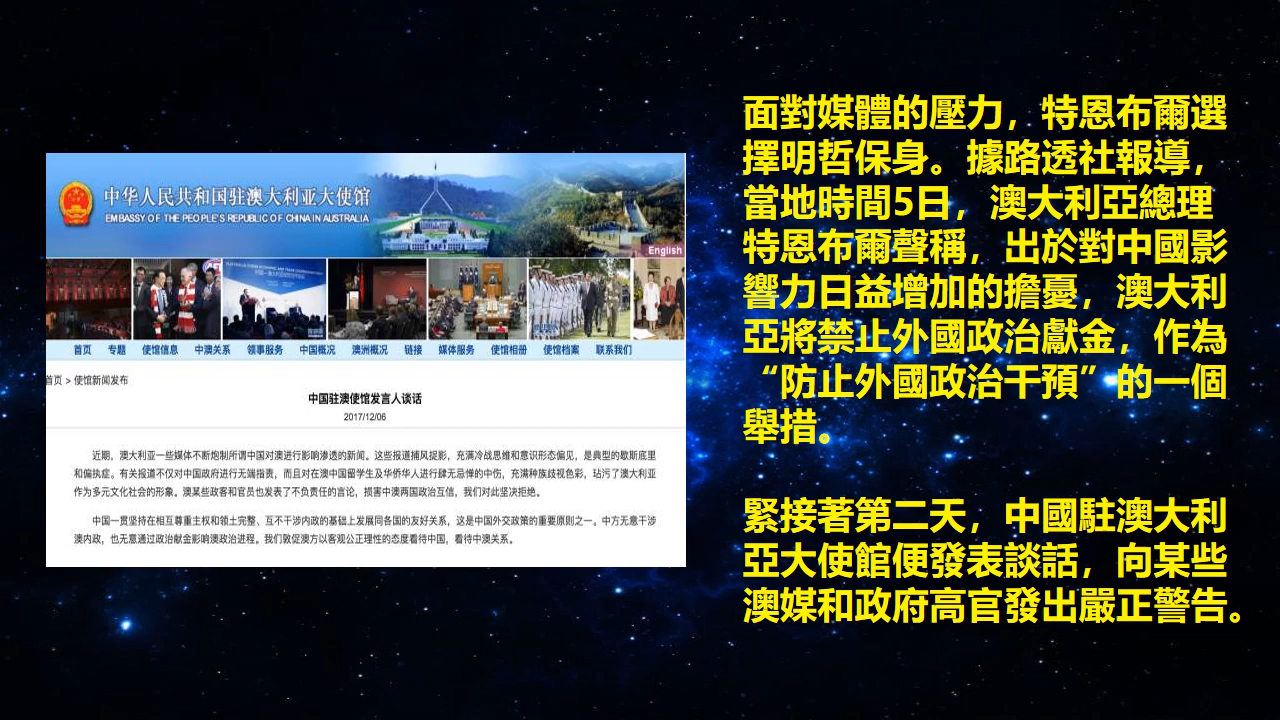 中华人民共和国驻澳大利亚大使馆
EMBASSY OF THE PEOPLE'S REPUBLIC OF CHINA IN AUSTRALIA
English
首页 专题 使馆信息 中澳关系 领事服务 中国概况 澳洲概况 链接 媒体服务 使馆相册 使馆档案 联系我们
首页 > 使馆新闻发布
中国驻澳使馆发言人谈话
2017/12/06
近期，澳大利亚一些媒体不断炮制所谓中国对澳进行影响渗透的新闻。这些报道捕风捉影，充满冷战思维和意识形态偏见，是典型的歇斯底里
和偏执症。有关报道不仅对中国政府进行无端指责，而且对在澳中国留学生及华侨华人进行肆无忌惮的中伤，充满种族歧视色彩，玷污了澳大利亚
作为多元文化社会的形象。澳某些政客和官员也发表了不负责任的言论，损害中澳两国政治互信，我们对此坚决拒绝。
中国一贯坚持在相互尊重主权和领土完整、互不干涉内政的基础上发展同各国的友好关系，这是中国外交政策的重要原则之一。中方无意干涉
澳内政，也无意通过政治献金影响澳政治进程。我们敦促澳方以客观公正理性的态度看待中国，看待中澳关系。
面對媒體的壓力，特恩布爾選
擇明哲保身。據路透社報導，
當地時間5日，澳大利亞總理
特恩布爾聲稱，出於對中國影
響力日益增加的擔憂，澳大利
亞將禁止外國政治獻金，作為
“防止外國政治干預”的一個
舉措。
緊接著第二天，中國駐澳大利
亞大使館便發表談話，向某些
澳媒和政府高官發出嚴正警告。